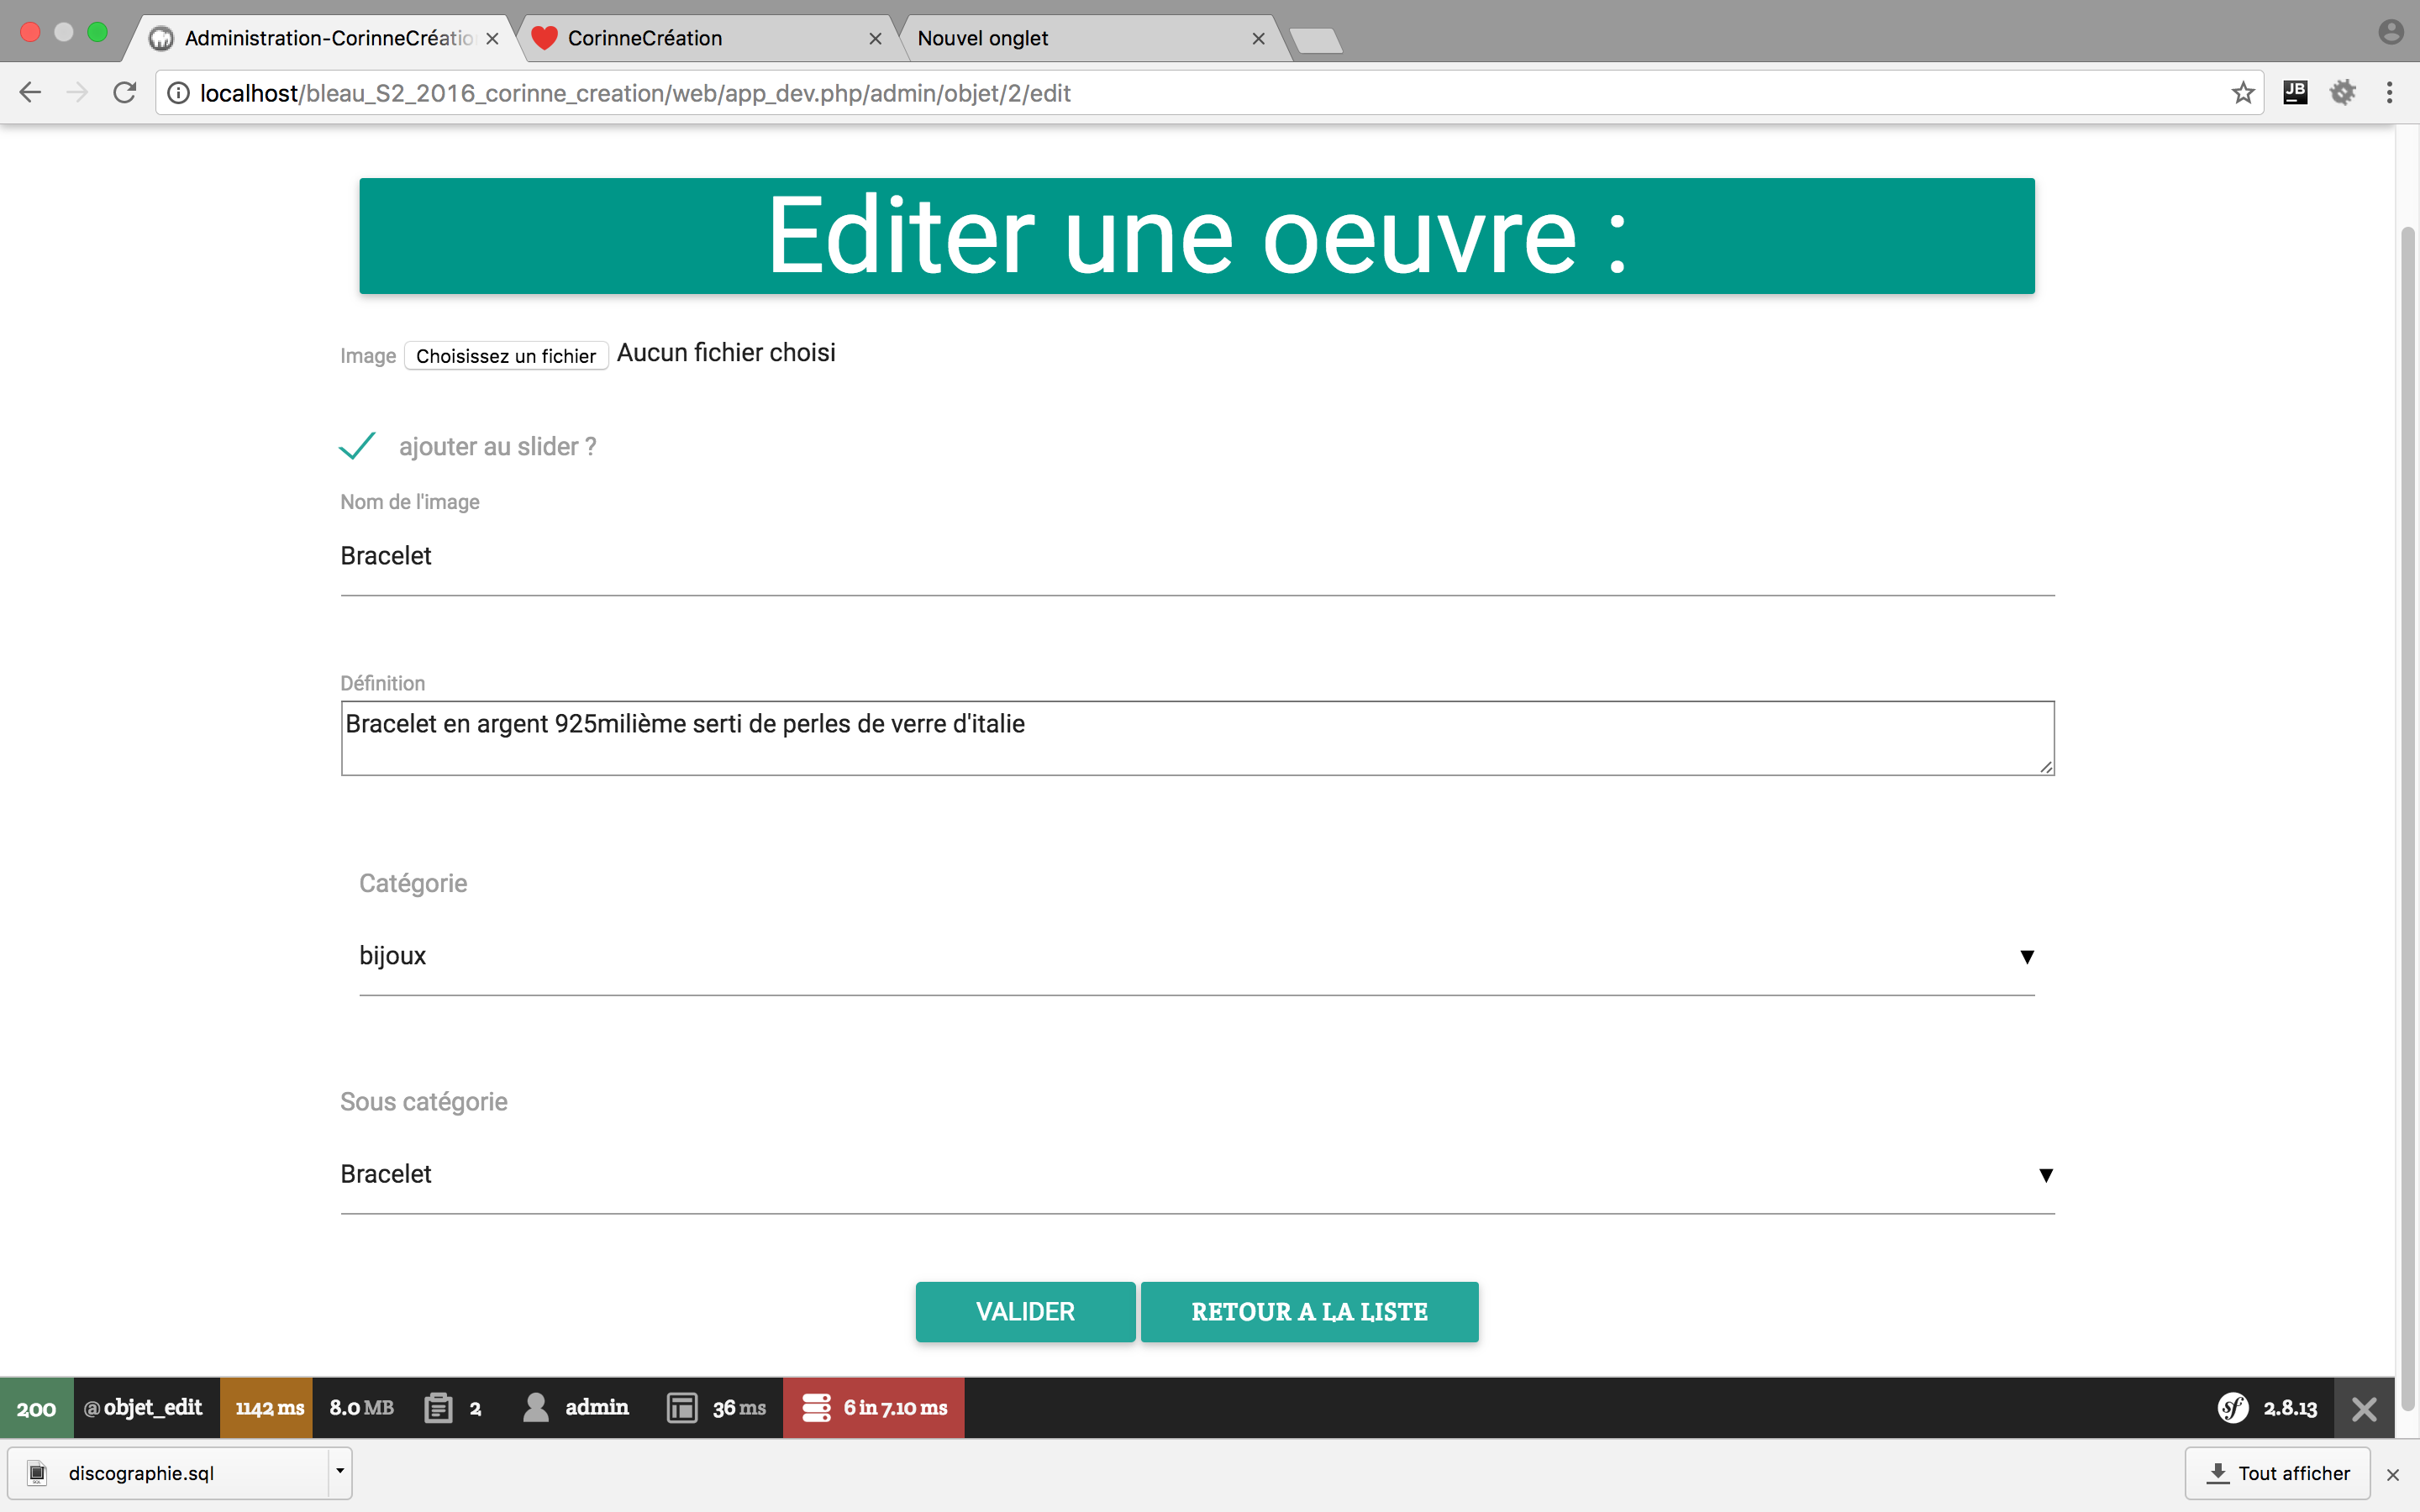 Administration-CorinneCréatio
CorinneCréation
Nouvel onglet
localhost/bleau_S2_2016_corinne_creation/web/app_dev.php/admin/objet/2/edit
JB
Editer une oeuvre :
Image Choisissez un fichier Aucun fichier choisi
ajouter au slider ?
Nom de l'image
Bracelet
Définition
Bracelet en argent 925milième serti de perles de verre d'italie
Catégorie
bijoux
Sous catégorie
Bracelet
VALIDER RETOUR A LA LISTE
200 @ objet_edit 1142 ms 8.0 MB 2 admin 36 ms 6 in 7.10 ms sf 2.8.13
discographie.sql
Tout afficher